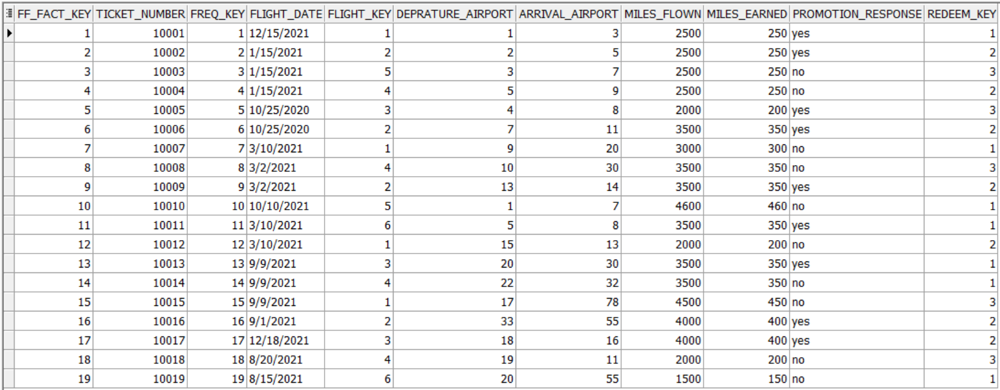 FF_FACT_KEY TICKET_NUMBER FREQ_KEY FLIGHT_DATE FLIGHT_KEY DEPRATURE_AIRPORT ARRIVAL_AIRPORT MILES_FLOWN MILES_EARNED PROMOTION_RESPONSE REDEEM_KEY
1 10001 1 12/15/2021 1 1 3 2500 250 yes 1
2 10002 2 1/15/2021 2 2 5 2500 250 yes 2
3 10003 3 1/15/2021 5 3 7 2500 250 no 3
4 10004 4 1/15/2021 4 5 9 2500 250 no 2
5 10005 5 10/25/2020 3 4 8 2000 200 yes 3
6 10006 6 10/25/2020 2 7 11 3500 350 yes 2
7 10007 7 3/10/2021 1 9 20 3000 300 no 1
8 10008 8 3/2/2021 4 10 30 3500 350 no 3
9 10009 9 3/2/2021 2 13 14 3500 350 yes 2
10 10010 10 10/10/2021 5 1 7 4600 460 no 1
11 10011 11 3/10/2021 6 5 8 3500 350 yes 1
12 10012 12 3/10/2021 1 15 13 2000 200 no 2
13 10013 13 9/9/2021 3 20 30 3500 350 yes 1
14 10014 14 9/9/2021 4 22 32 3500 350 no 1
15 10015 15 9/9/2021 1 17 78 4500 450 no 3
16 10016 16 9/1/2021 2 33 55 4000 400 yes 2
17 10017 17 12/18/2021 3 18 16 4000 400 yes 2
18 10018 18 8/20/2021 4 19 11 2000 200 no 3
19 10019 19 8/15/2021 6 20 55 1500 150 no 1